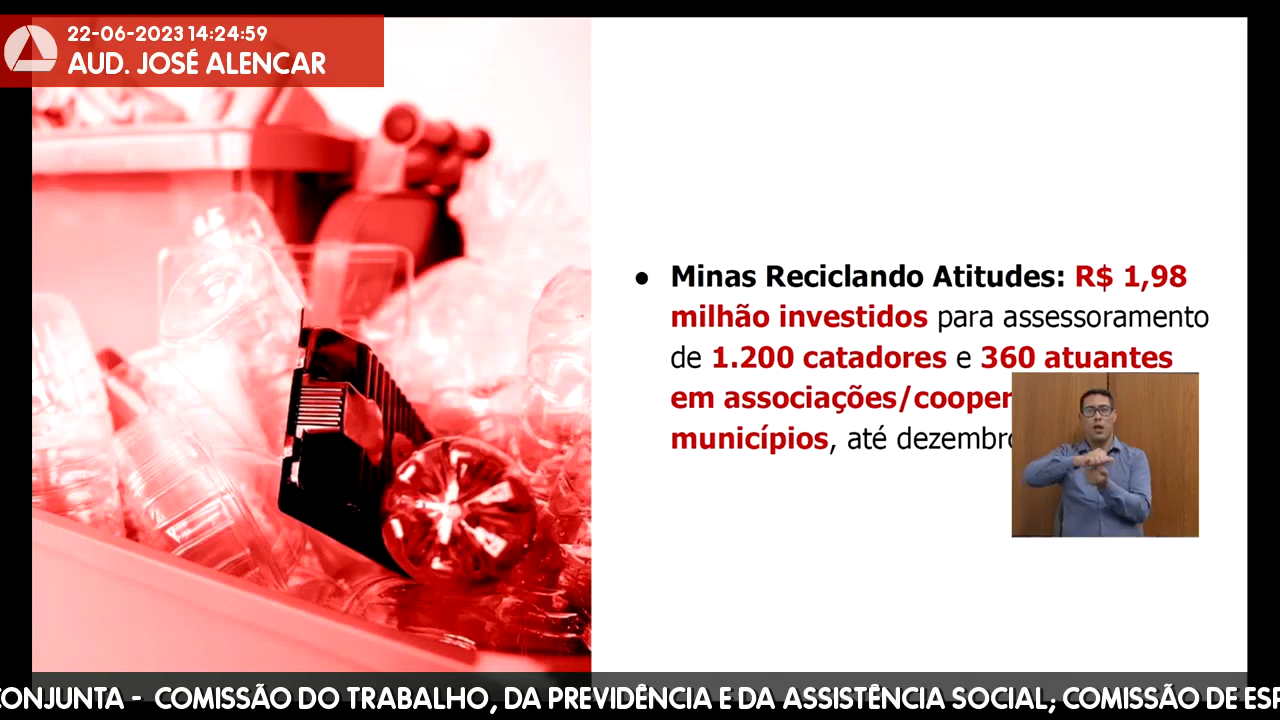 22-06-2023 14:24:59
AUD. JOSÉ ALENCAR
● Minas Reciclando Atitudes: R$ 1,98
milhão investidos para assessoramento
de 1.200 catadores e 360 atuantes
em associações/cooper
municípios, até dezembro
CONJUNTA - COMISSÃO DO TRABALHO, DA PREVIDÊNCIA E DA ASSISTÊNCIA SOCIAL; COMISSÃO DE ESP